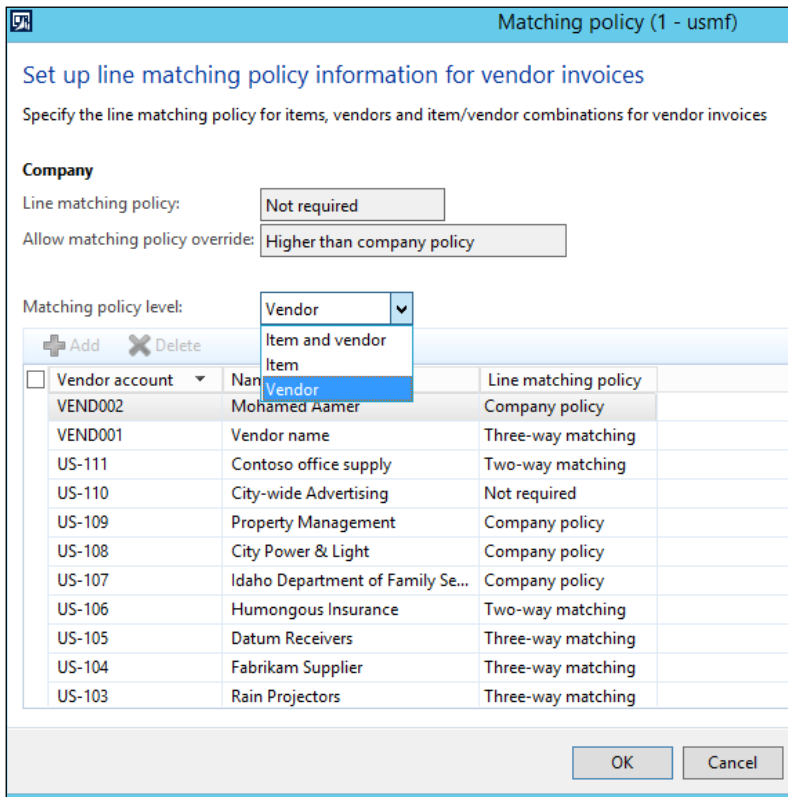 Matching policy (1 - usmf)
Set up line matching policy information for vendor invoices
Specify the line matching policy for items, vendors and item/vendor combinations for vendor invoices
Company
Line matching policy: Not required
Allow matching policy override: Higher than company policy
Matching policy level: Vendor
Item and vendor
Item
Vendor
Add Delete
Vendor account Nan Line matching policy
VEND002 Mohamed Aamer Company policy
VEND001 Vendor name Three-way matching
US-111 Contoso office supply Two-way matching
US-110 City-wide Advertising Not required
US-109 Property Management Company policy
US-108 City Power & Light Company policy
US-107 Idaho Department of Family Se... Company policy
US-106 Humongous Insurance Two-way matching
US-105 Datum Receivers Three-way matching
US-104 Fabrikam Supplier Three-way matching
US-103 Rain Projectors Three-way matching
OK Cancel